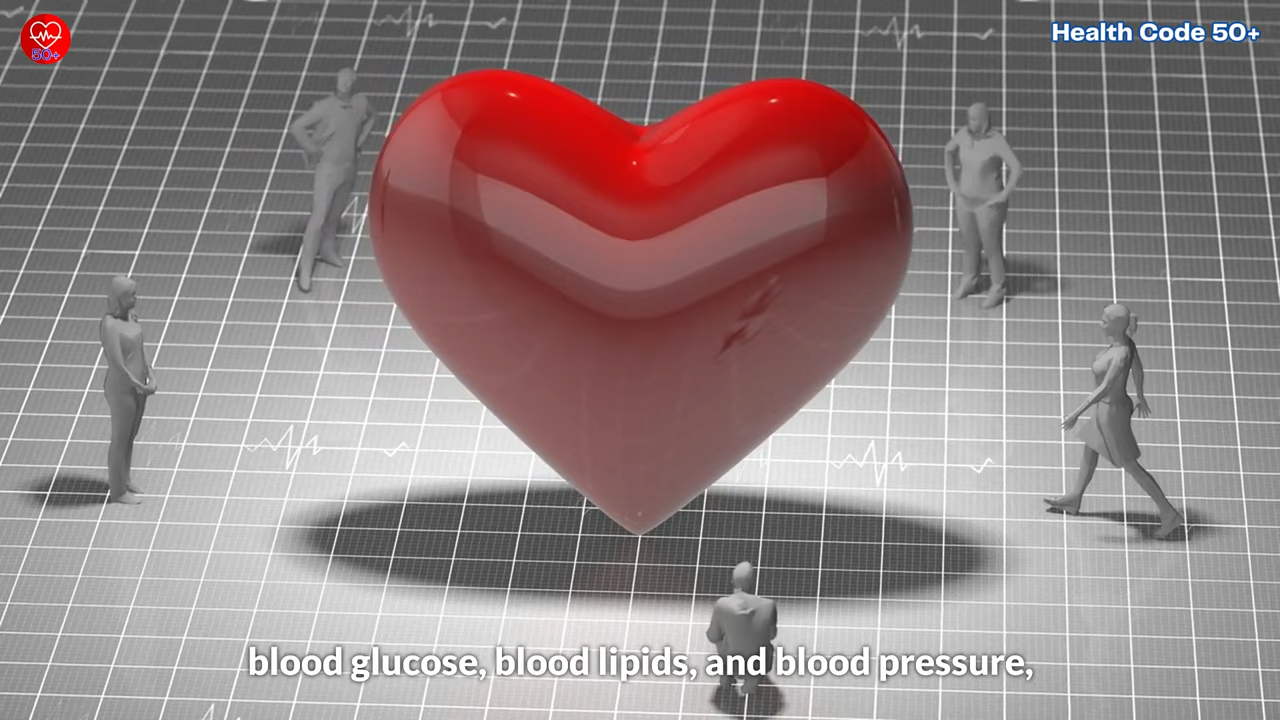 50+
Health Code 50+
blood glucose, blood lipids, and blood pressure,